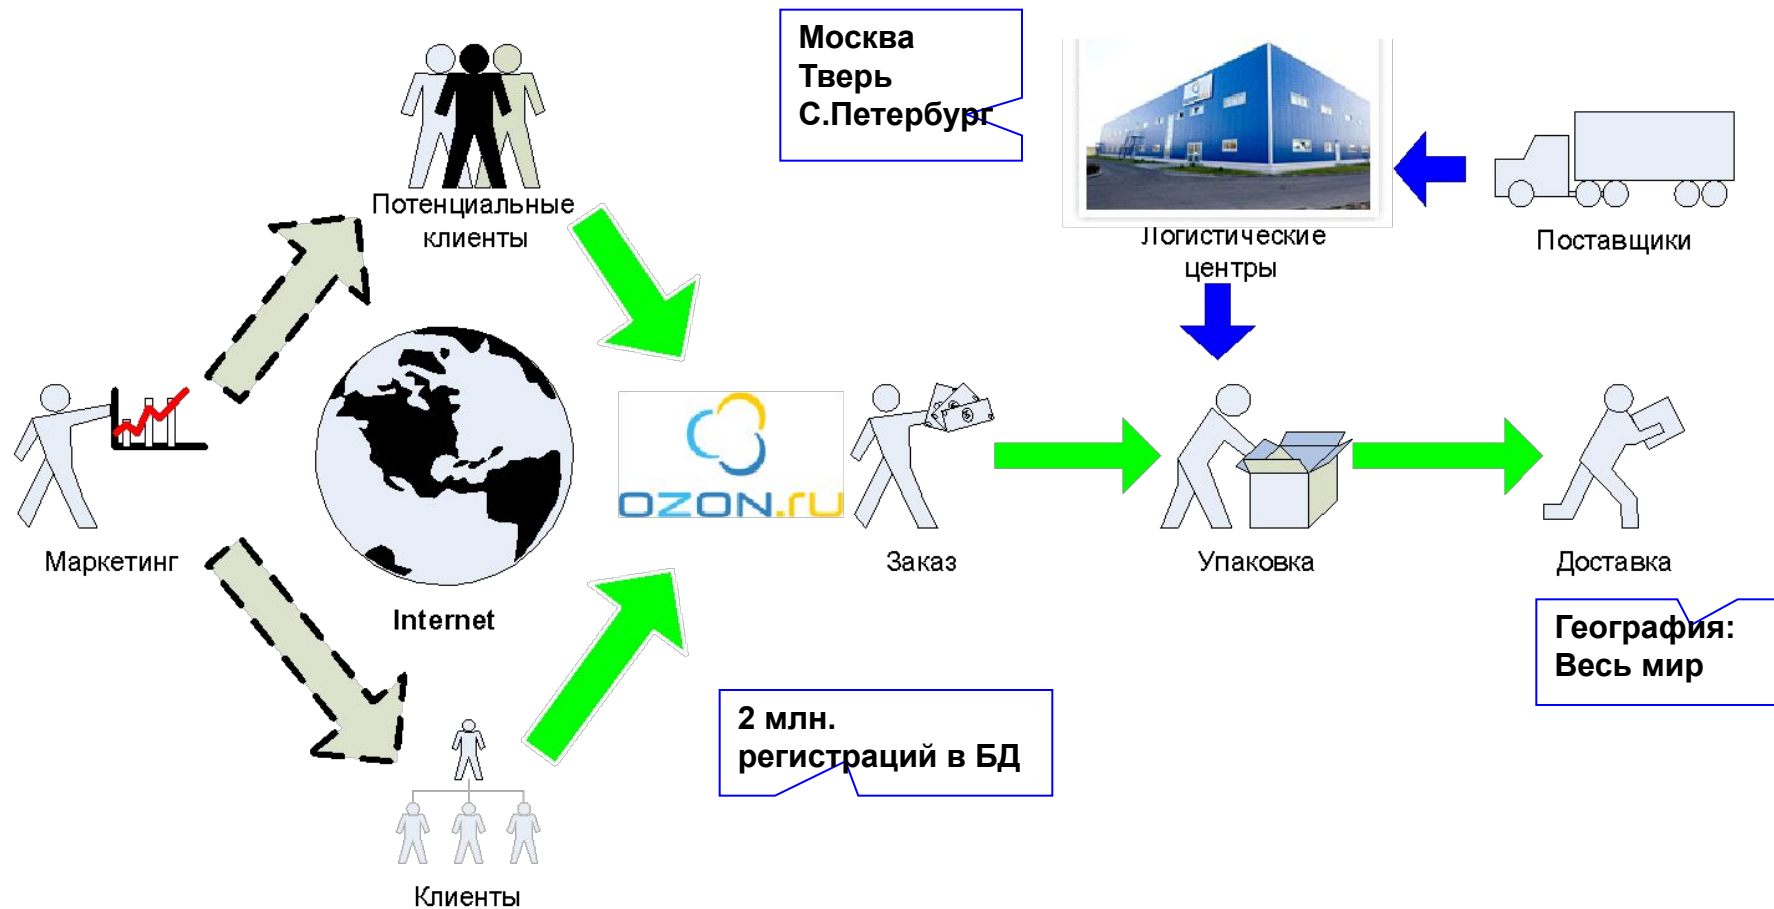 Москва
Тверь
С.Петербург
Потенциальные
клиенты
Логистические
центры
Поставщики
OZON.ru
Маркетинг
Internet
Заказ
Упаковка
Доставка
География:
Весь мир
2 млн.
регистраций в БД
Клиенты